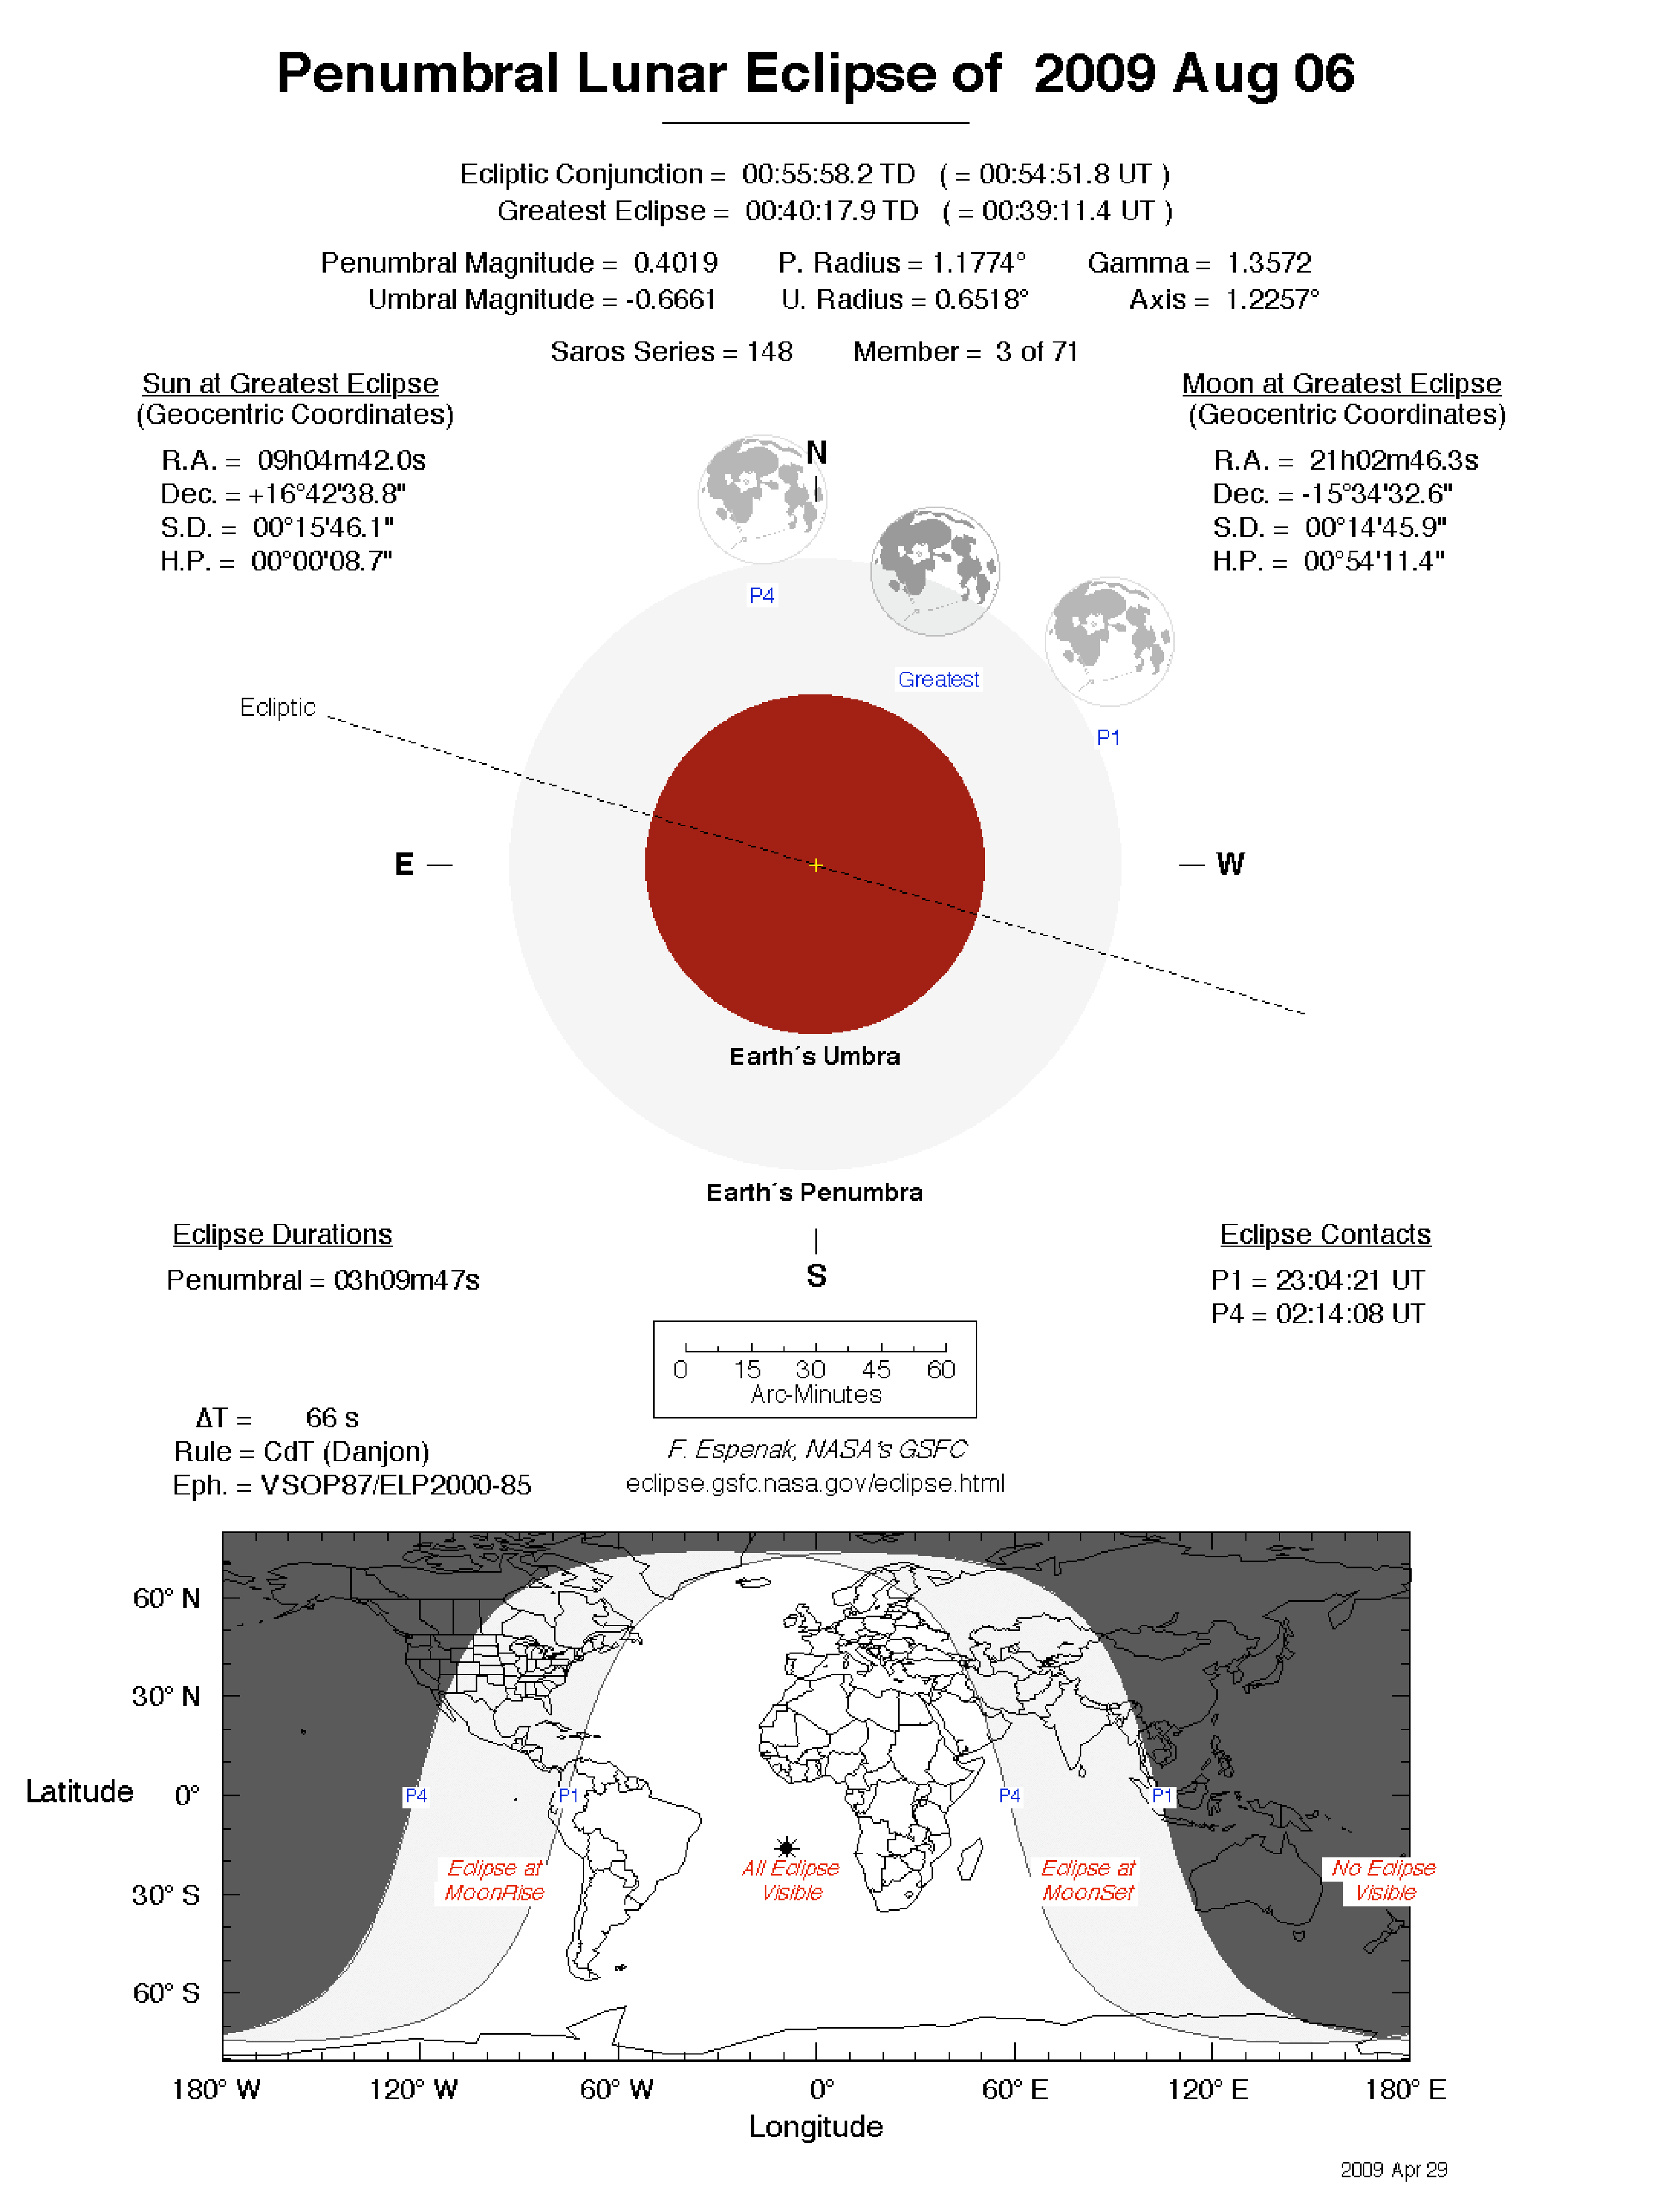 Penumbral Lunar Eclipse of 2009 Aug 06
Ecliptic Conjunction = 00:55:58.2 TD ( = 00:54:51.8 UT )
Greatest Eclipse = 00:40:17.9 TD ( = 00:39:11.4 UT )
Penumbral Magnitude = 0.4019 P. Radius = 1.1774° Gamma = 1.3572
Umbral Magnitude = -0.6661 U. Radius = 0.6518° Axis = 1.2257°
Saros Series = 148 Member = 3 of 71
Sun at Greatest Eclipse
(Geocentric Coordinates)
R.A. = 09h04m42.0s
Dec. = +16°42'38.8"
S.D. = 00°15'46.1"
H.P. = 00°00'08.7"
Moon at Greatest Eclipse
(Geocentric Coordinates)
R.A. = 21h02m46.3s
Dec. = -15°34'32.6"
S.D. = 00°14'45.9"
H.P. = 00°54'11.4"
N
P4
Greatest
P1
Ecliptic
E
W
Earth´s Umbra
Earth´s Penumbra
S
Eclipse Durations
Penumbral = 03h09m47s
Eclipse Contacts
P1 = 23:04:21 UT
P4 = 02:14:08 UT
0 15 30 45 60
Arc-Minutes
ΔT = 66 s
Rule = CdT (Danjon)
Eph. = VSOP87/ELP2000-85
F. Espenak, NASA's GSFC
eclipse.gsfc.nasa.gov/eclipse.html
60° N
30° N
Latitude 0°
30° S
60° S
P4 P1 P4 P1
Eclipse at
MoonRise
All Eclipse
Visible
Eclipse at
MoonSet
No Eclipse
Visible
180° W 120° W 60° W 0° 60° E 120° E 180° E
Longitude
2009 Apr 29